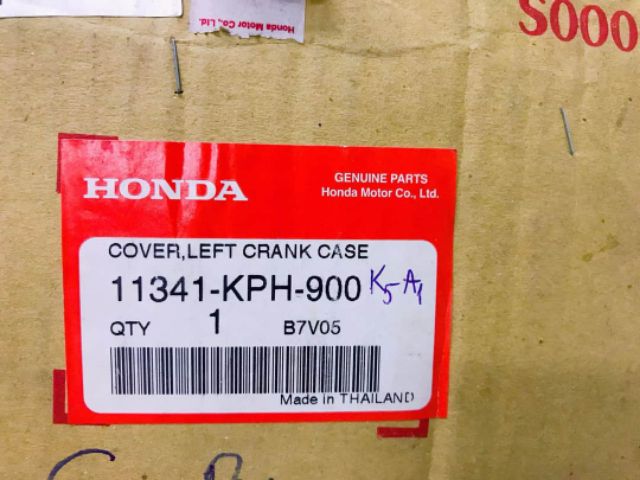 Honda Motor Co., Ltd.
S000
HONDA
GENUINE PARTS
Honda Motor Co., Ltd.
COVER,LEFT CRANK CASE
11341-KPH-900 K5-A1
QTY 1 B7V05
Made in THAILAND